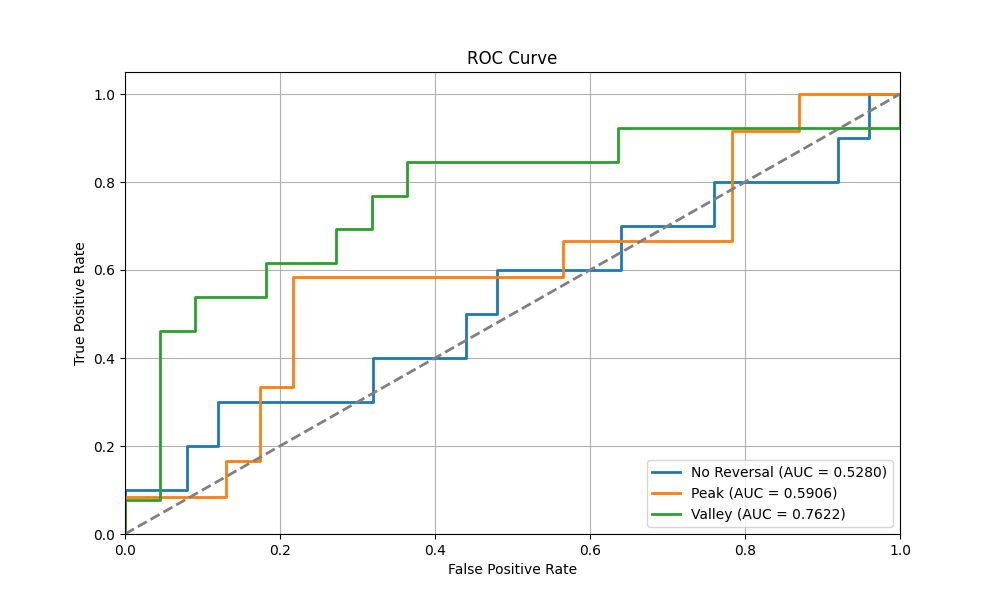 ROC Curve
True Positive Rate
1.0
0.8
0.6
0.4
0.2
0.0
0.0 0.2 0.4 0.6 0.8 1.0
False Positive Rate
No Reversal (AUC = 0.5280)
Peak (AUC = 0.5906)
Valley (AUC = 0.7622)